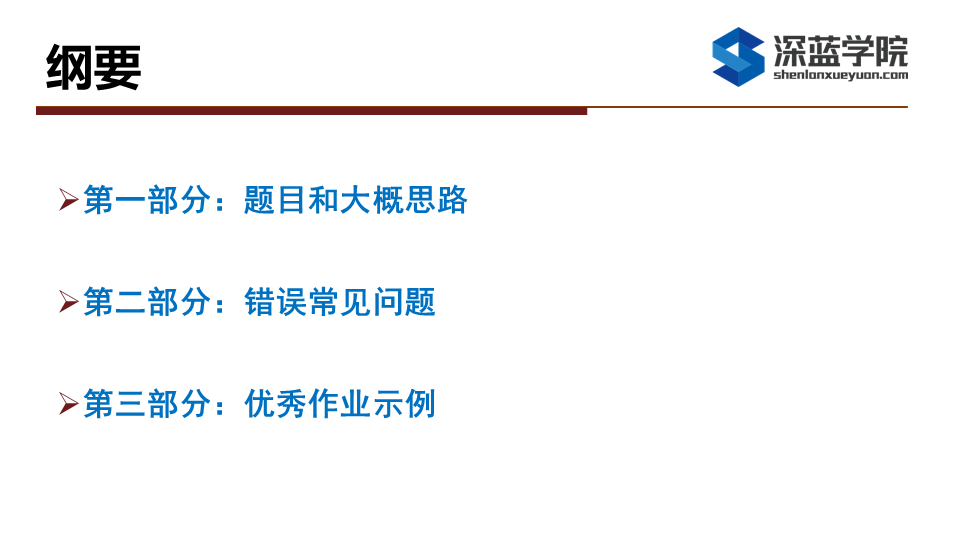 纲要
深蓝学院
shenlanxueyuan.com
第一部分：题目和大概思路
第二部分：错误常见问题
第三部分：优秀作业示例